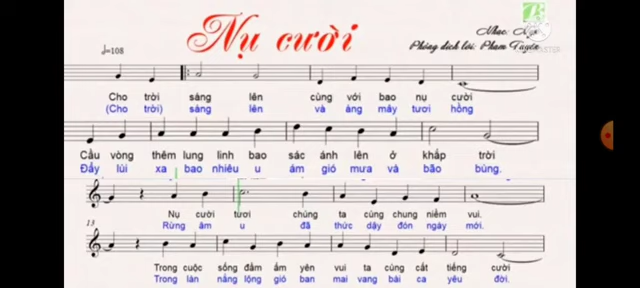 Nụ cười
♩=108
Nhạc: Nga
Phỏng dịch lời: Phạm Tuyên
Cho trời sáng lên cùng với bao nụ cười
(Cho trời) sáng lên và áng mây tươi hồng
Cầu vòng thêm lung linh bao sác ánh lên ở khắp trời
Đẩy lùi xa bao nhiêu u ám gió mưa và bão bùng.
Nụ cười tươi chúng ta cùng chung niềm vui.
Rừng âm u đã thức dậy đón ngày mới.
13
Trong cuộc sống đầm ấm yên vui ta cùng cất tiếng cười
Trong làn nắng lộng gió ban mai vang bài ca yêu đời.